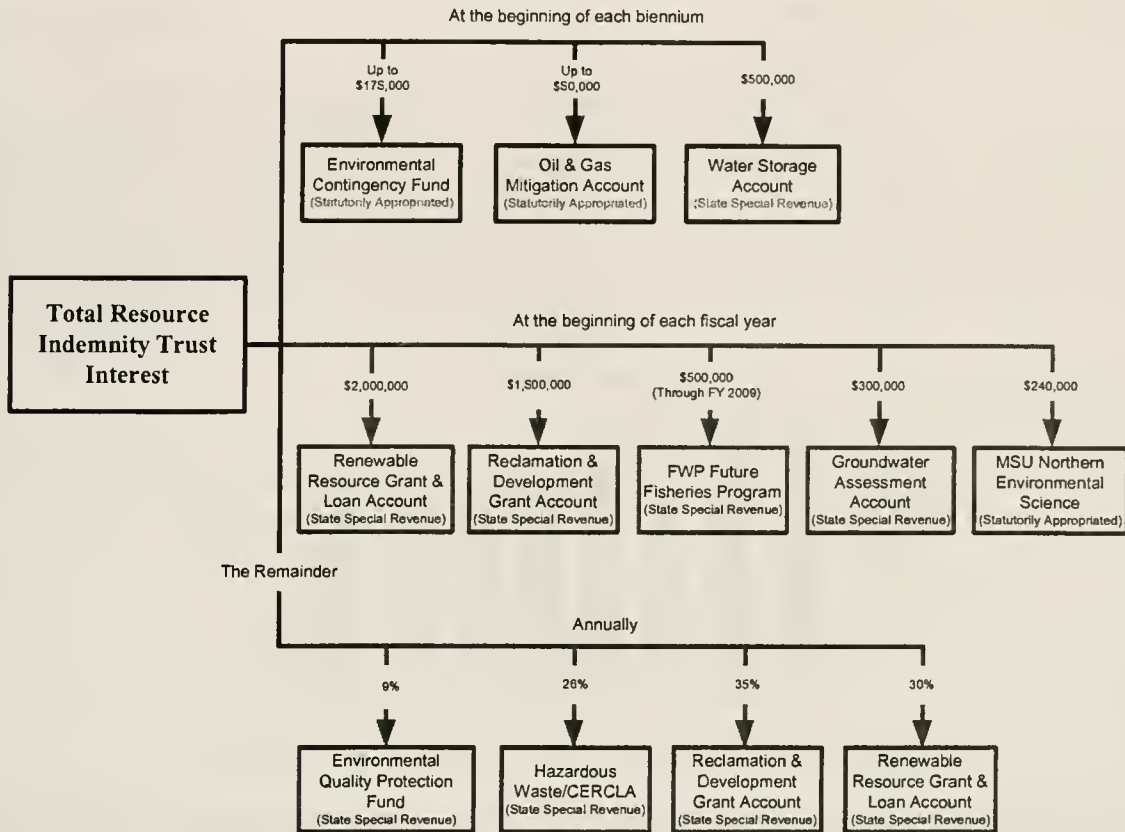 At the beginning of each biennium
Up to
$175,000
Up to
$50,000
$500,000
Environmental
Contingency Fund
(Statutorily Appropriated)
Oil & Gas
Mitigation Account
(Statutorily Appropriated)
Water Storage
Account
(State Special Revenue)
Total Resource
Indemnity Trust
Interest
At the beginning of each fiscal year
$2,000,000
$1,500,000
$500,000
(Through FY 2009)
$300,000
$240,000
Renewable
Resource Grant &
Loan Account
(State Special Revenue)
Reclamation &
Development
Grant Account
(State Special Revenue)
FWP Future
Fisheries Program
(State Special Revenue)
Groundwater
Assessment
Account
(State Special Revenue)
MSU Northern
Environmental
Science
(Statutorily Appropriated)
The Remainder
Annually
9%
26%
35%
30%
Environmental
Quality Protection
Fund
(State Special Revenue)
Hazardous
Waste/CERCLA
(State Special Revenue)
Reclamation &
Development
Grant Account
(State Special Revenue)
Renewable
Resource Grant &
Loan Account
(State Special Revenue)